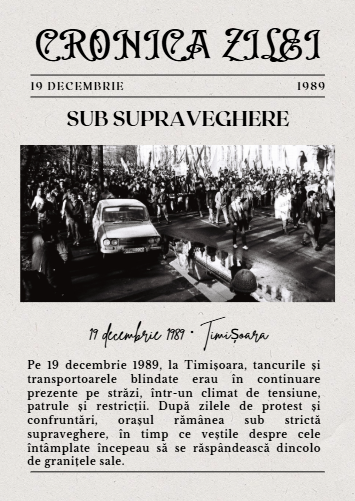 CRONICA ZILEI
19 DECEMBRIE 1989
SUB SUPRAVEGHERE
19 decembrie 1989 • Timișoara
Pe 19 decembrie 1989, la Timișoara, tancurile și
transportoarele blindate erau în continuare
prezente pe străzi, într-un climat de tensiune,
patrule și restricții. După zilele de protest și
confruntări, orașul rămânea sub strictă
supraveghere, în timp ce veștile despre cele
întâmplate începeau să se răspândească dincolo
de granițele sale.